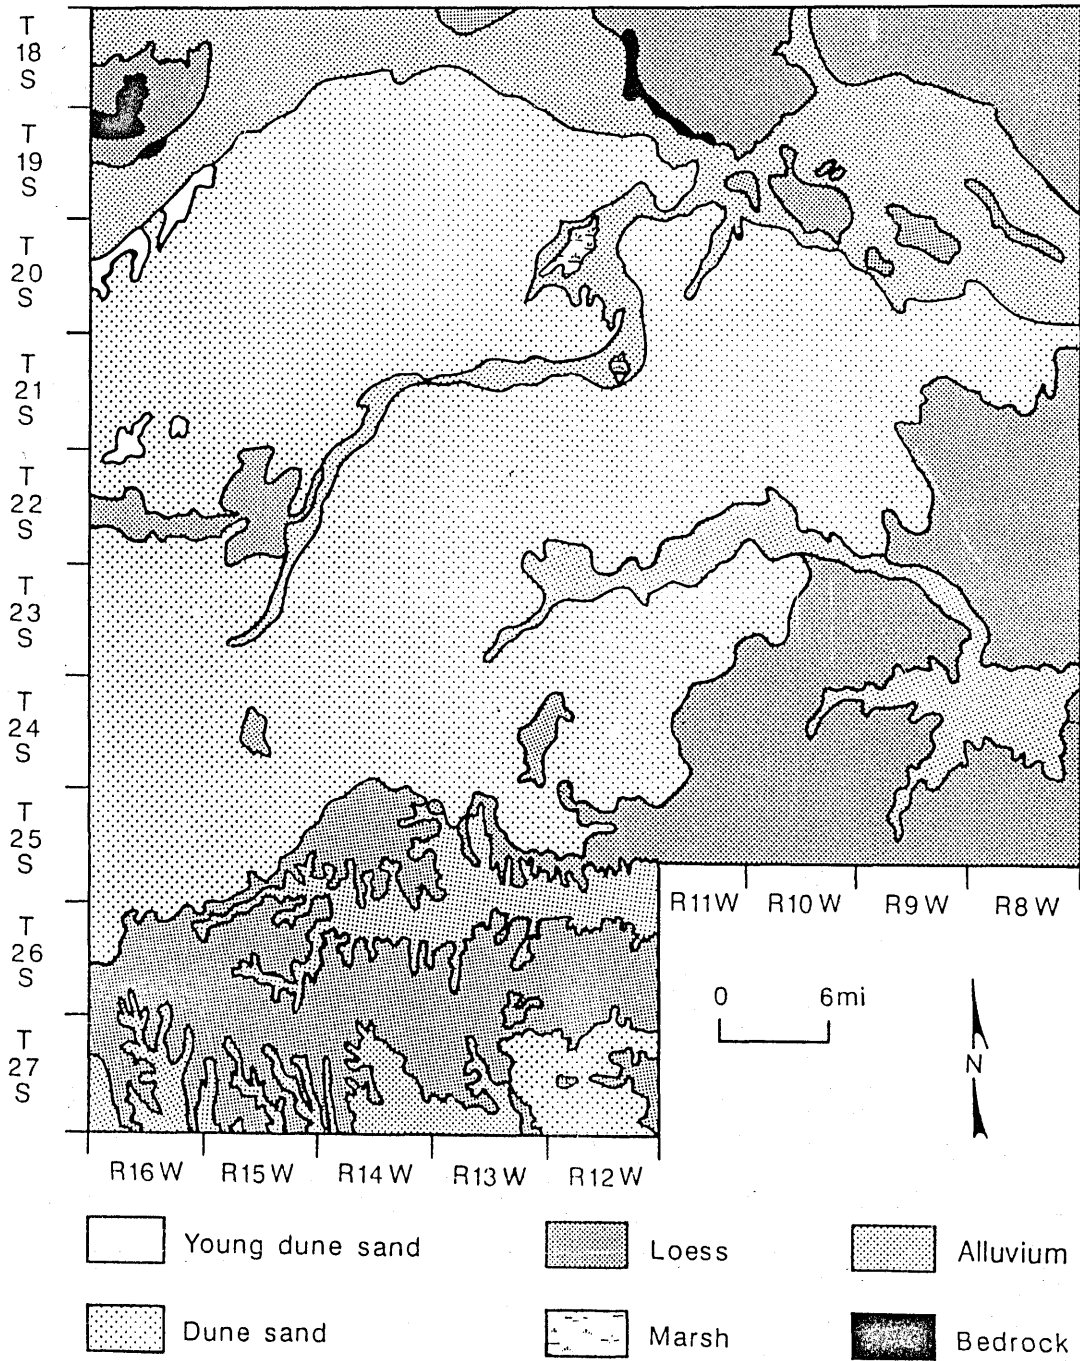 T
18
S
T
19
S
T
20
S
T
21
S
T
22
S
T
23
S
T
24
S
T
25
S
T
26
S
T
27
S
R11W R10W R9W R8W
0 6mi
N
R16W R15W R14W R13W R12W
Young dune sand
Loess
Alluvium
Dune sand
Marsh
Bedrock